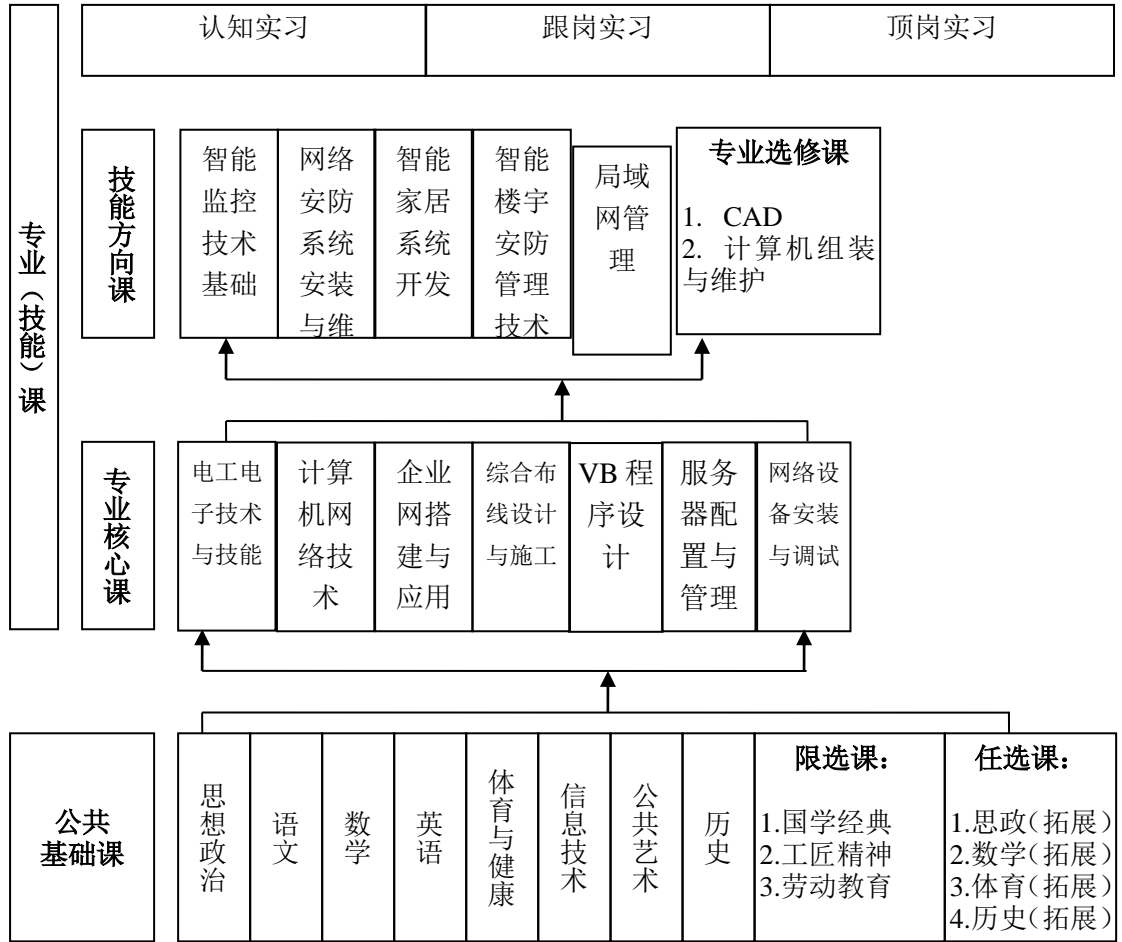 认知实习
跟岗实习
顶岗实习
专业（技能）课
技能方向课
智能
监控
技术
基础
网络
安防
系统
安装
与维
智能
家居
系统
开发
智能
楼宇
安防
管理
技术
局域
网管
理
专业选修课
1. CAD
2. 计算机组装
与维护
专业核心课
电工电
子技术
与技能
计算
机网
络技
术
企业
网搭
建与
应用
综合布
线设计
与施工
VB 程
序设
计
服务
器配
置与
管理
网络设
备安装
与调试
公共
基础课
思想政治
语文
数学
英语
体育与健康
信息技术
公共艺术
历史
限选课：
1.国学经典
2.工匠精神
3.劳动教育
任选课：
1.思政（拓展）
2.数学（拓展）
3.体育（拓展）
4.历史（拓展）